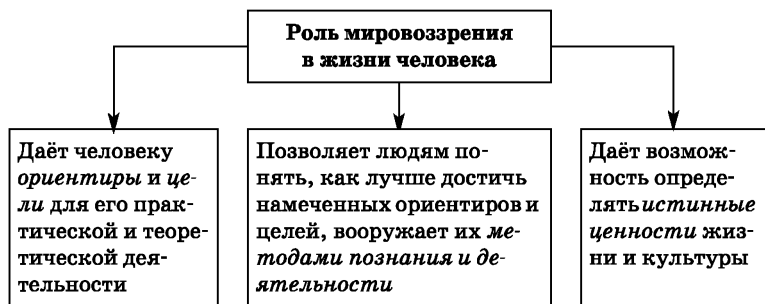 Роль мировоззрения
в жизни человека
Даёт человеку
ориентиры и це-
ли для его прак-
тической и теоре-
тической дея-
тельности
Позволяет людям по-
нять, как лучше достичь
намеченных ориентиров и
целей, вооружает их ме-
тодами познания и де-
ятельности
Даёт возмож-
ность опреде-
лятьистинные
ценности жиз-
ни и культуры